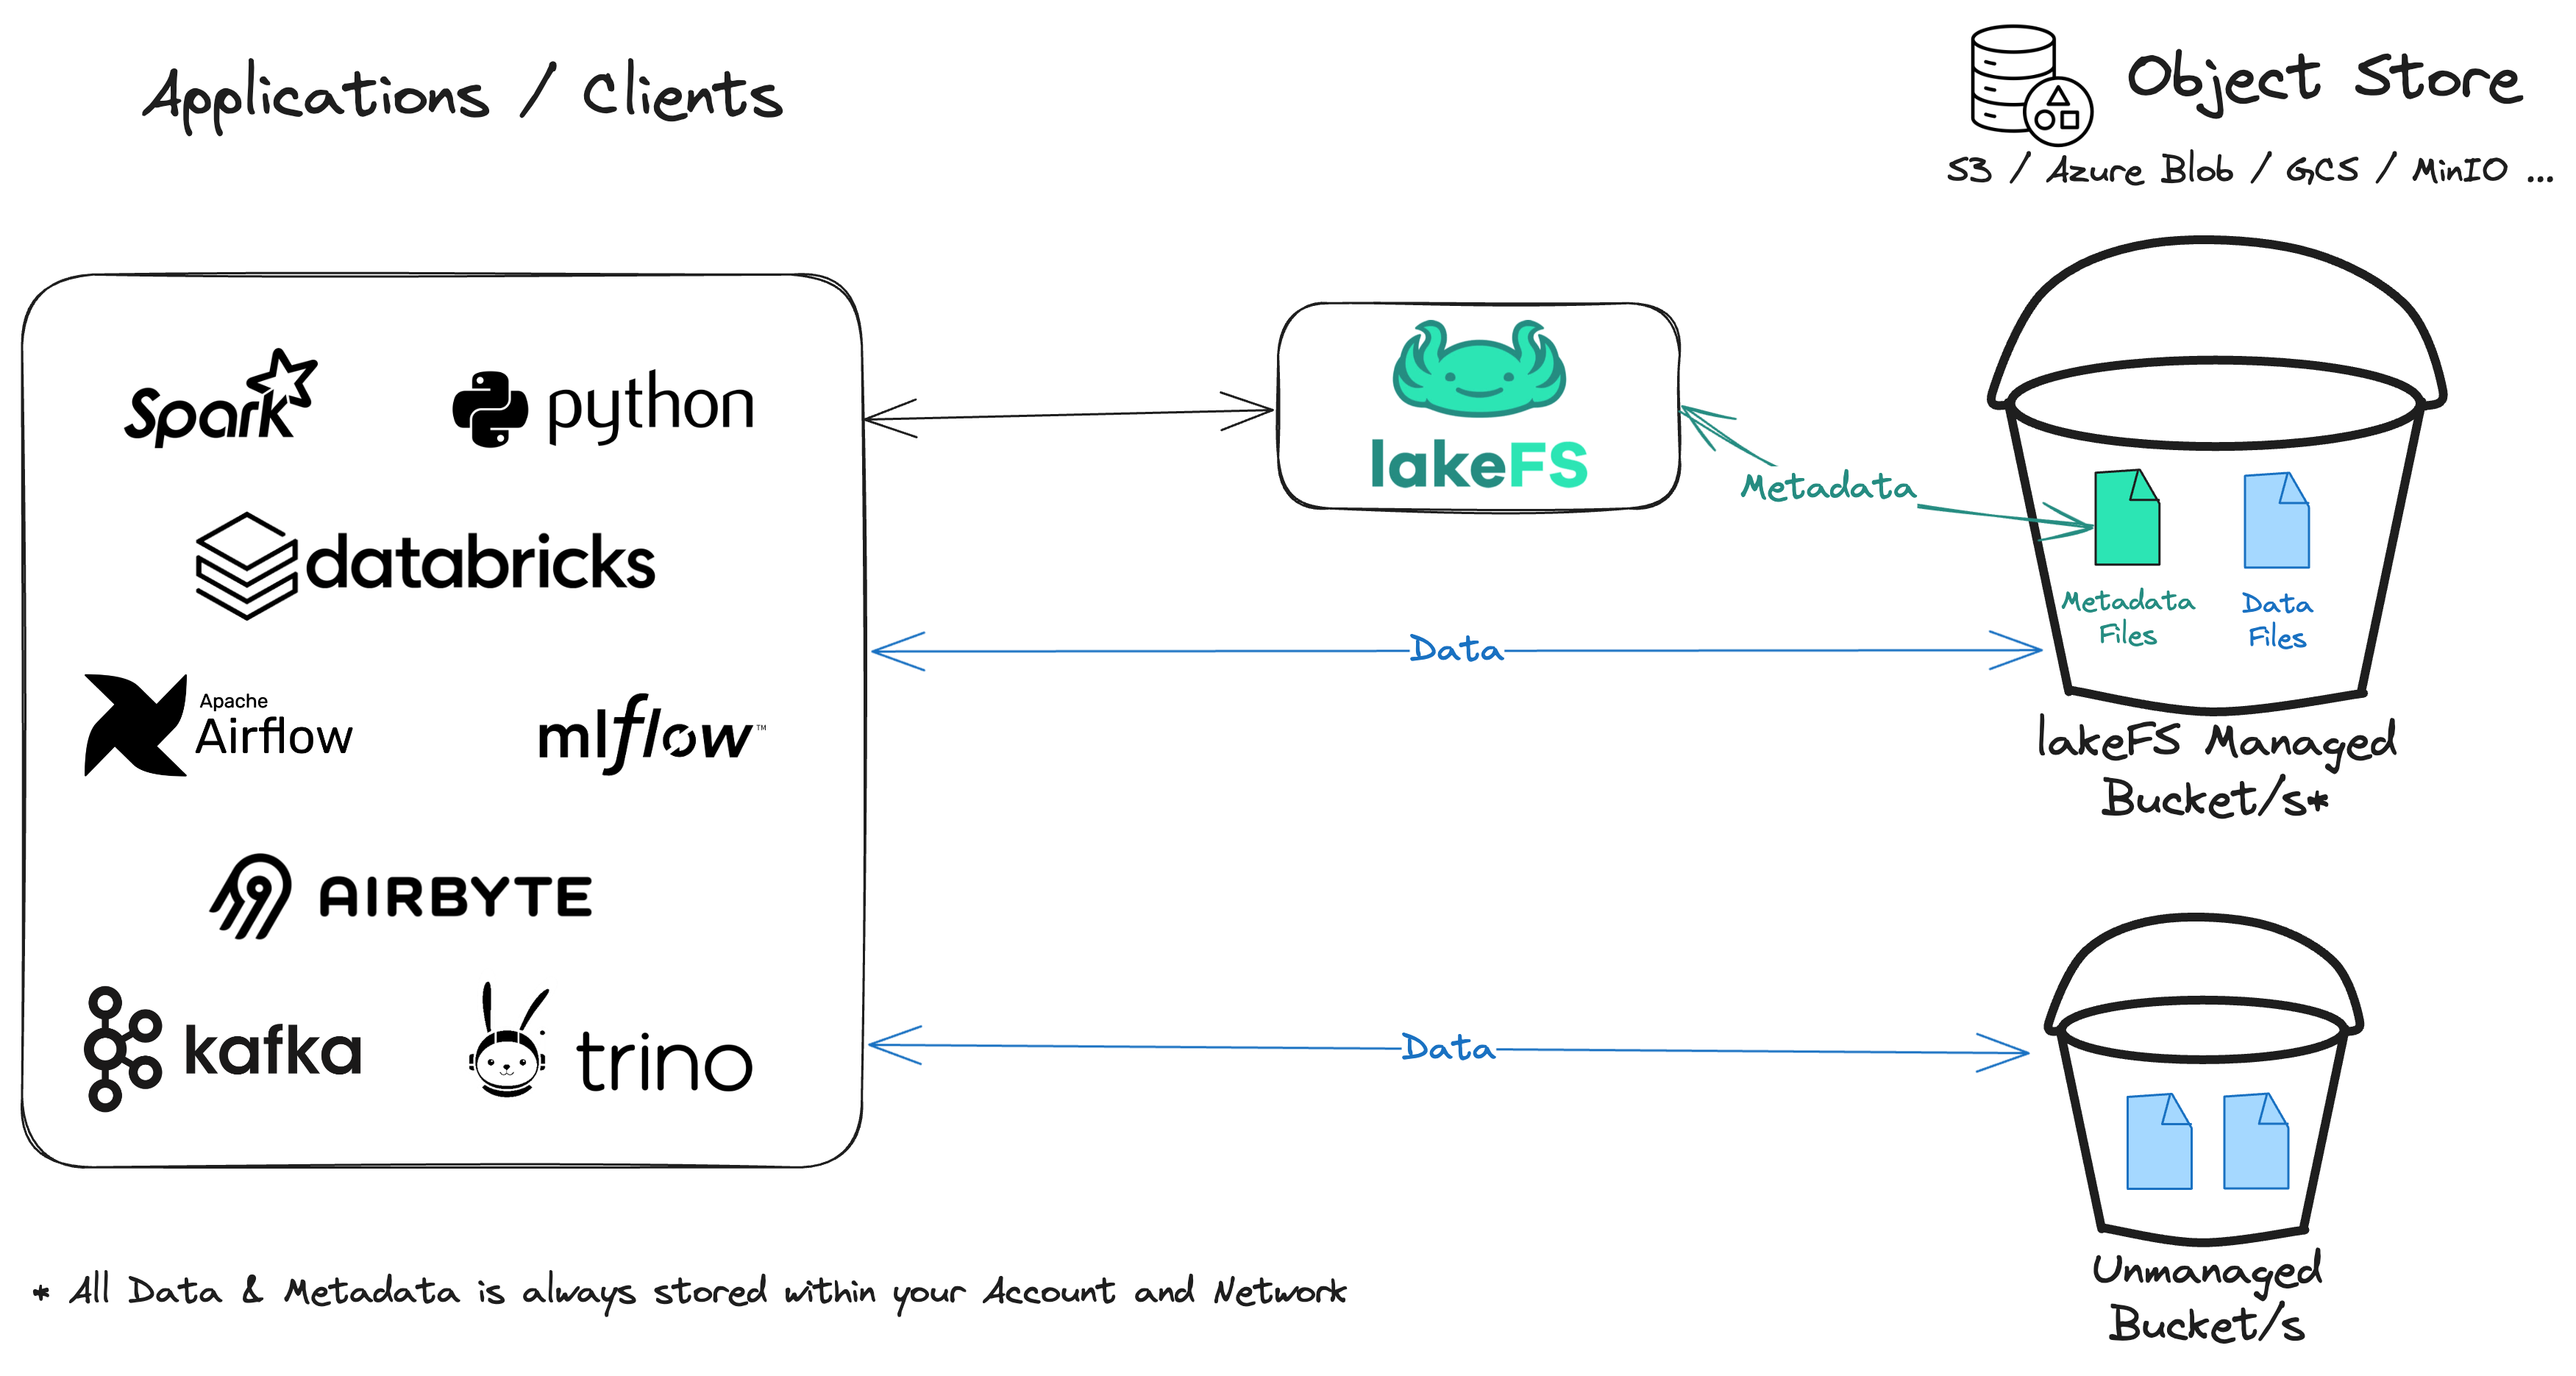 Applications / Clients
Object Store
S3 / Azure Blob / GCS / MinIO ...
Spark
python
databricks
Apache
Airflow
mlflow™
AIRBYTE
kafka
trino
lakeFS
Metadata
Metadata
Files
Data
Files
Data
lakeFS Managed
Bucket/s*
Data
Unmanaged
Bucket/s
* All Data & Metadata is always stored within your Account and Network